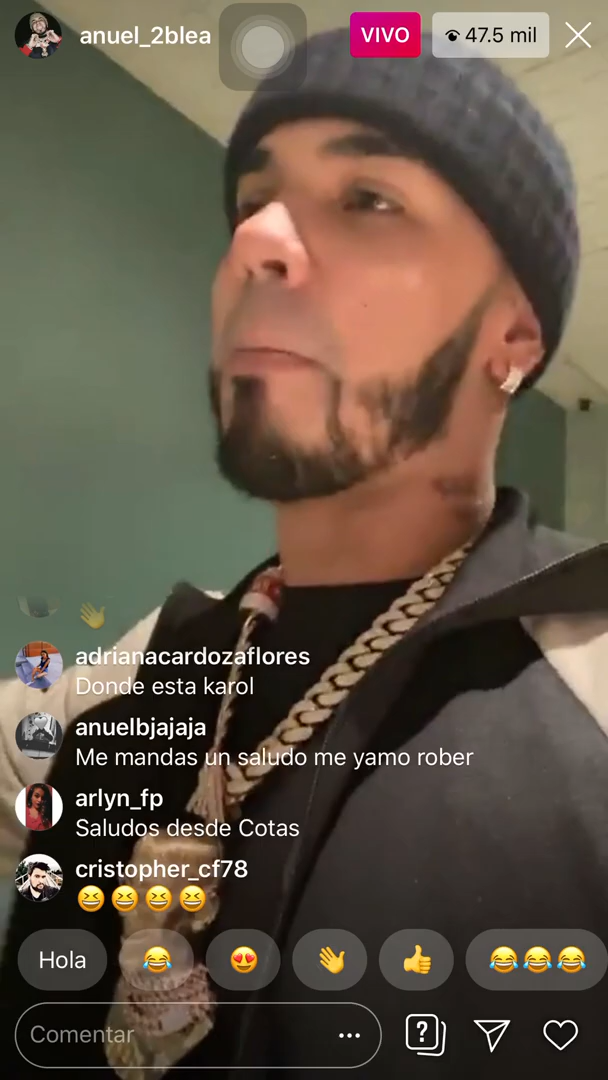 anuel_2blea
VIVO
47.5 mil
👋
adrianacardozaflores
Donde esta karol
anuelbjajaja
Me mandas un saludo me yamo rober
arlyn_fp
Saludos desde Cotas
cristopher_cf78
😆😆😆😆
Hola 😂 😍 👋 👍 😂😂😂
Comentar